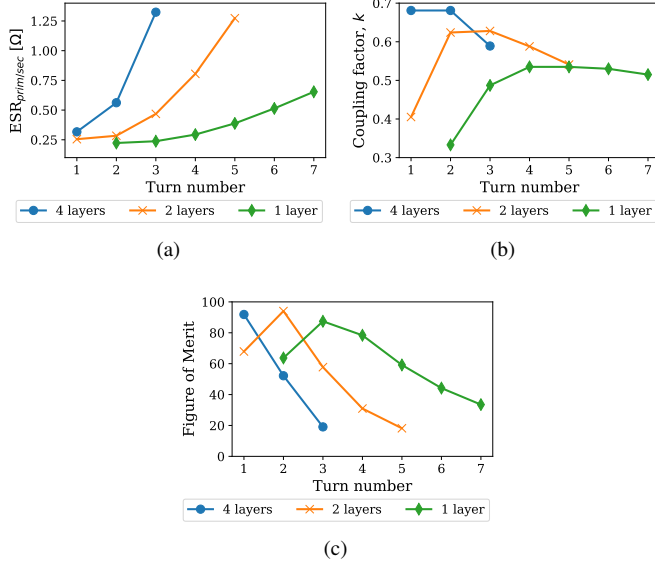 1.25
1.00
0.75
0.50
0.25
ESRprim/sec [Ω]
1 2 3 4 5 6 7
Turn number
4 layers 2 layers 1 layer
(a)
0.7
0.6
0.5
0.4
0.3
Coupling factor, k
1 2 3 4 5 6 7
Turn number
4 layers 2 layers 1 layer
(b)
100
80
60
40
20
0
Figure of Merit
1 2 3 4 5 6 7
Turn number
4 layers 2 layers 1 layer
(c)